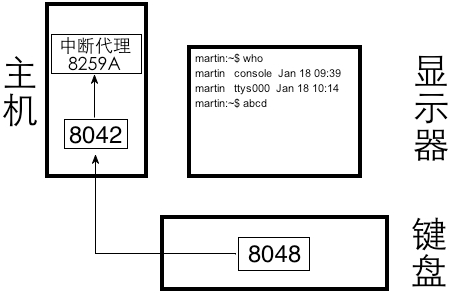 主机
中断代理
8259A
8042
martin:~$ who
martin console Jan 18 09:39
martin ttys000 Jan 18 10:14
martin:~$ abcd
显示器
8048
键盘